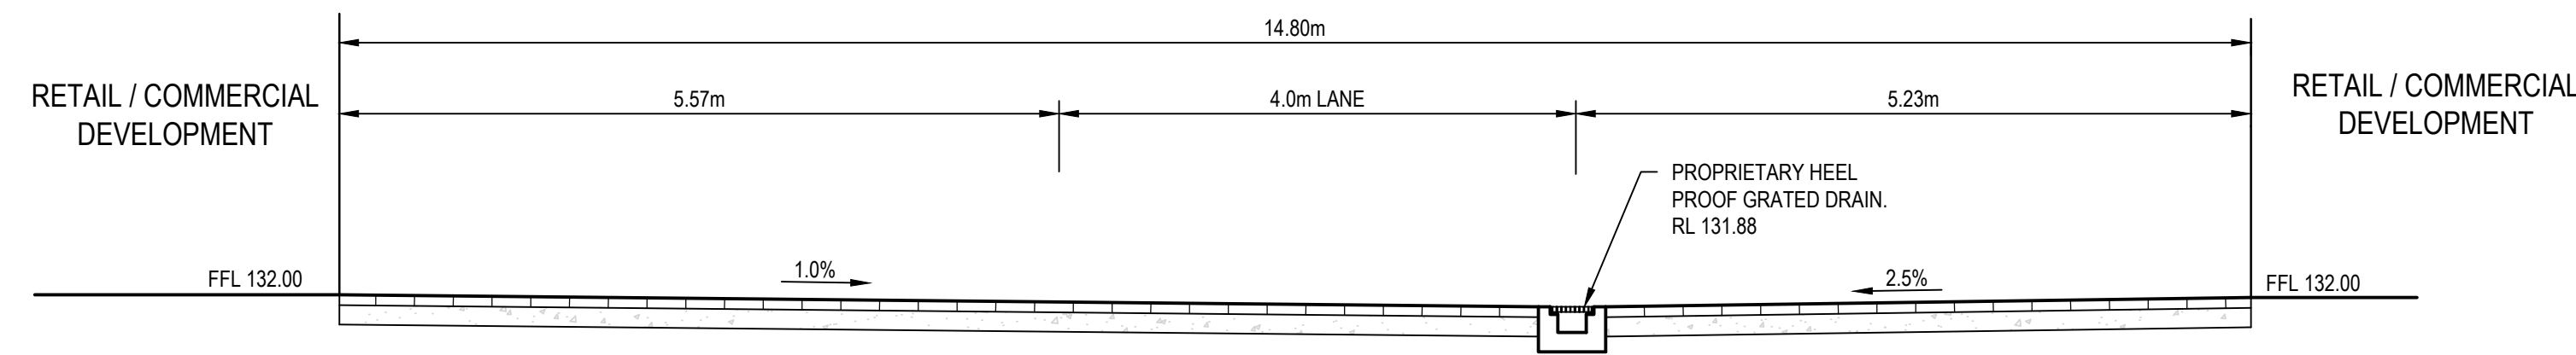 14.80m
RETAIL / COMMERCIAL
DEVELOPMENT
5.57m
4.0m LANE
5.23m
RETAIL / COMMERCIAL
DEVELOPMENT
PROPRIETARY HEEL
PROOF GRATED DRAIN.
RL 131.88
FFL 132.00
1.0%
2.5%
FFL 132.00